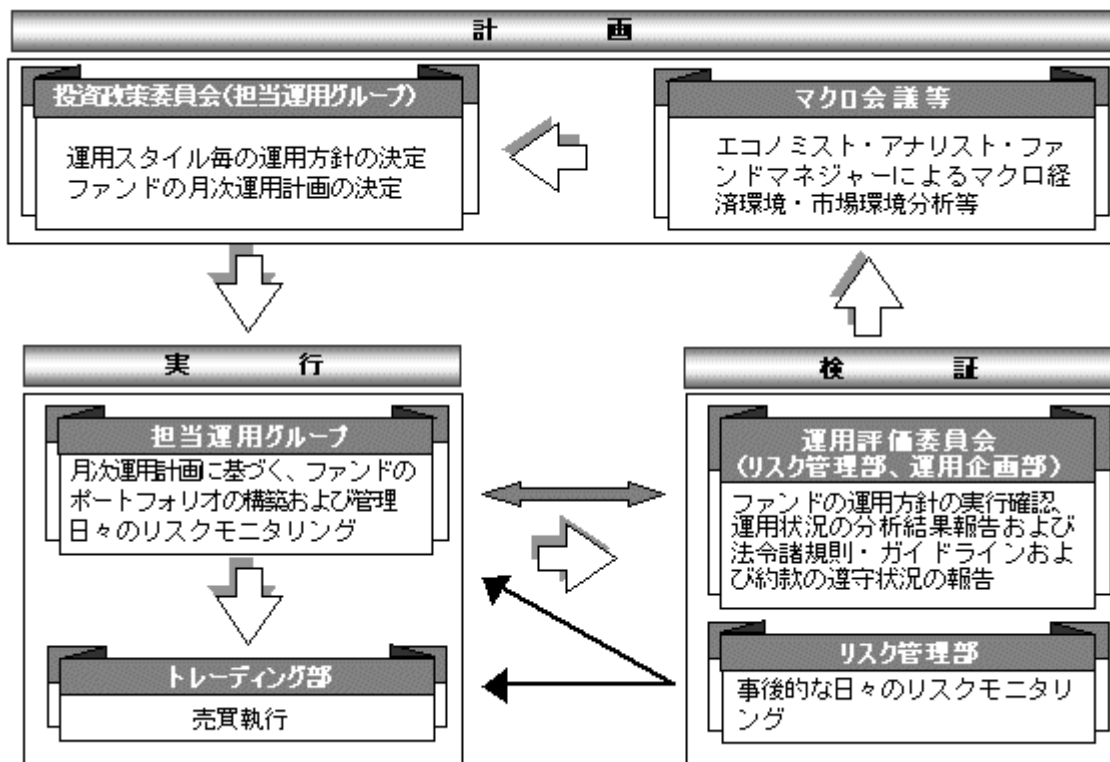 計画
投資政策委員会(担当運用グループ)
運用スタイル毎の運用方針の決定
ファンドの月次運用計画の決定
マクロ会議等
エコノミスト・アナリスト・ファ
ンドマネジャーによるマクロ経
済環境・市場環境分析等
実行
担当運用グループ
月次運用計画に基づく、ファンドの
ポートフォリオの構築および管理
日々のリスクモニタリング
トレーディング部
売買執行
検証
運用評価委員会
(リスク管理部、運用企画部)
ファンドの運用方針の実行確認、
運用状況の分析結果報告および
法令諸規則・ガイドラインおよ
び約款の遵守状況の報告
リスク管理部
事後的な日々のリスクモニタリ
ング